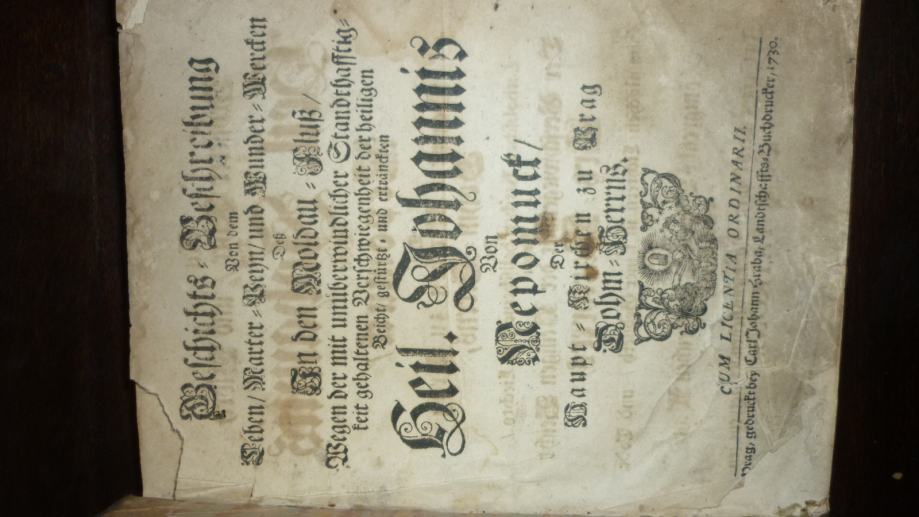 Geschichts-Beschreibung
Von dem
Leben/ Marter-Peyn/ und Wunder-Wercken
Deß
In den Moldau-Fluß/
Wegen der mit uniberwindlicher Standthafftig-
keit gehaltenen Verschwiegenheit der heiligen
Beicht/ gestürtzt- und erträncktén
Heil. Johannis
Von
Nepomuck/
Der
Haupt-Kirchen zu Prag
Dohm-Herrns.
CUM LICENTIA ORDINARII.
Prag, gedruckt bey Carl Johann Hraba, Landtschaffts-Buchdrucker, 1730.